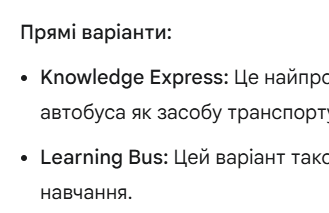 Прямі варіанти:
Knowledge Express: Це
автобуса як засобу
Learning Bus: Цей варіант
навчання.